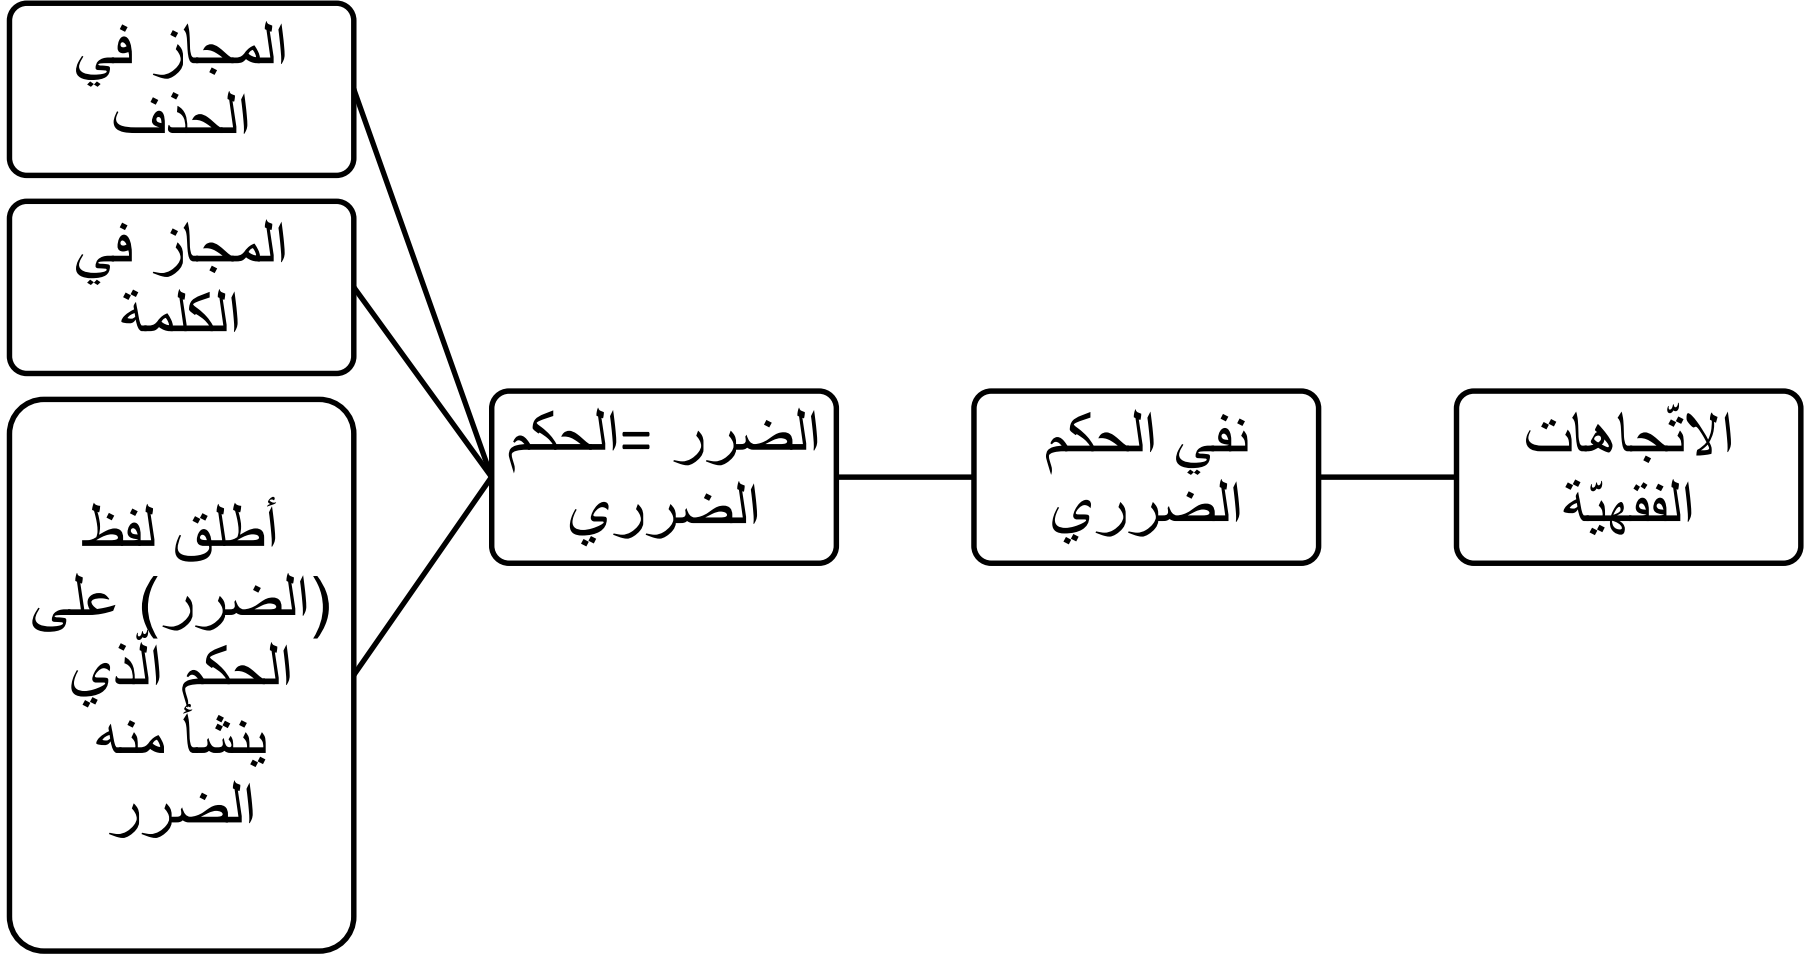 الاتّجاهات
الفقهيّة
نفي الحكم
الضرري
الضرر =الحكم
الضرري
المجاز في
الحذف
المجاز في
الكلمة
أطلق لفظ
(الضرر) على
الحكم الّذي
ينشأ منه
الضرر